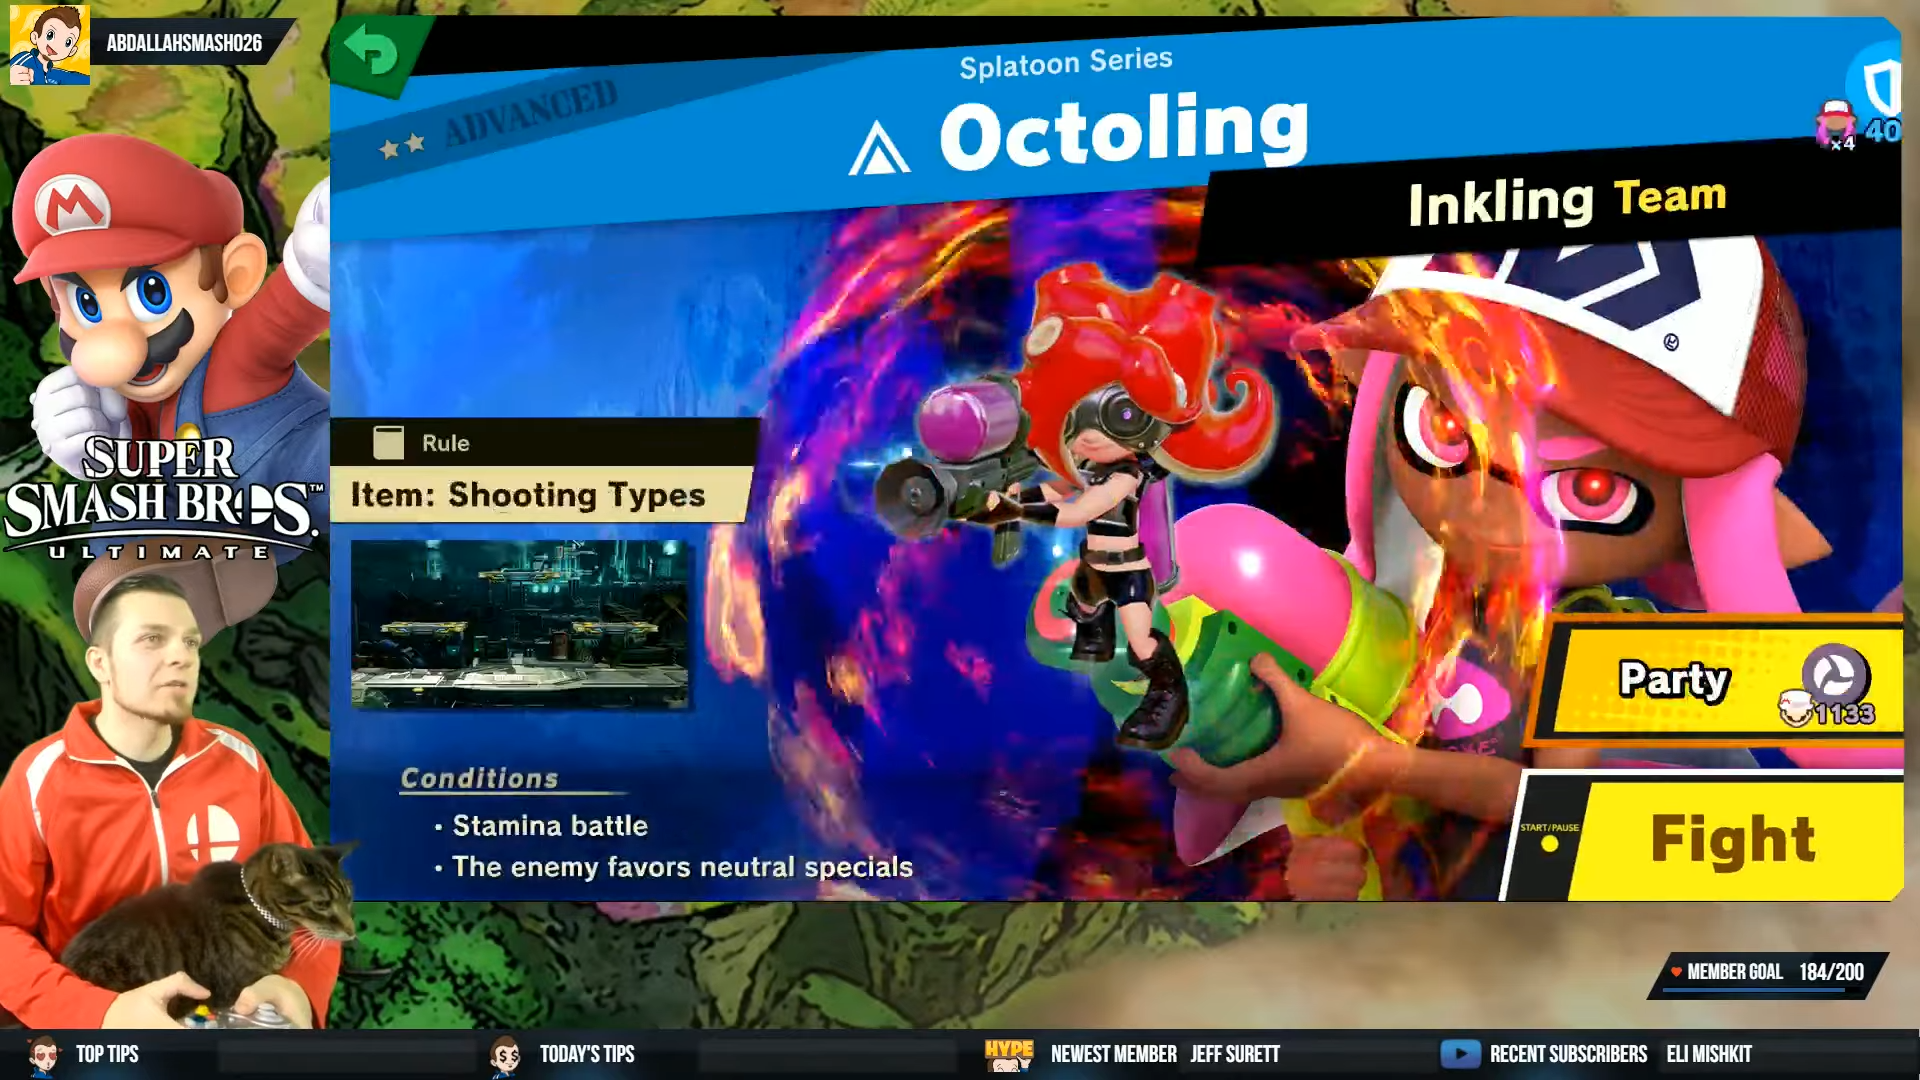 ABDALLAHSMASH026
Splatoon Series
ADVANCED
Octoling
40
×4
Inkling Team
M
Rule
Item: Shooting Types
SUPER
SMASH BROS.™
ULTIMATE
Party
1133
Conditions
• Stamina battle
• The enemy favors neutral specials
START/PAUSE
Fight
MEMBER GOAL 184/200
TOP TIPS
TODAY'S TIPS
HYPE
NEWEST MEMBER JEFF SURETT
RECENT SUBSCRIBERS ELI MISHKIT